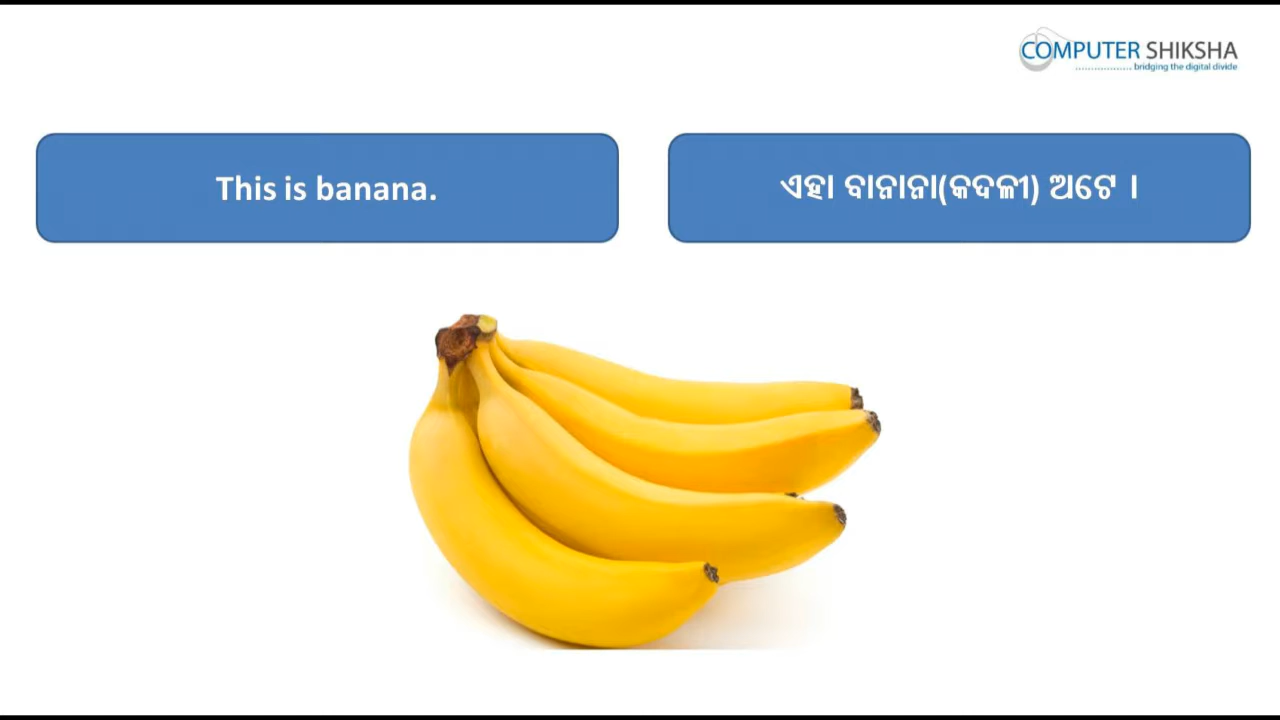 COMPUTER SHIKSHA
bridging the digital divide
This is banana.
ଏହା ବାନାନା(କଦଳୀ) ଅଟେ ।